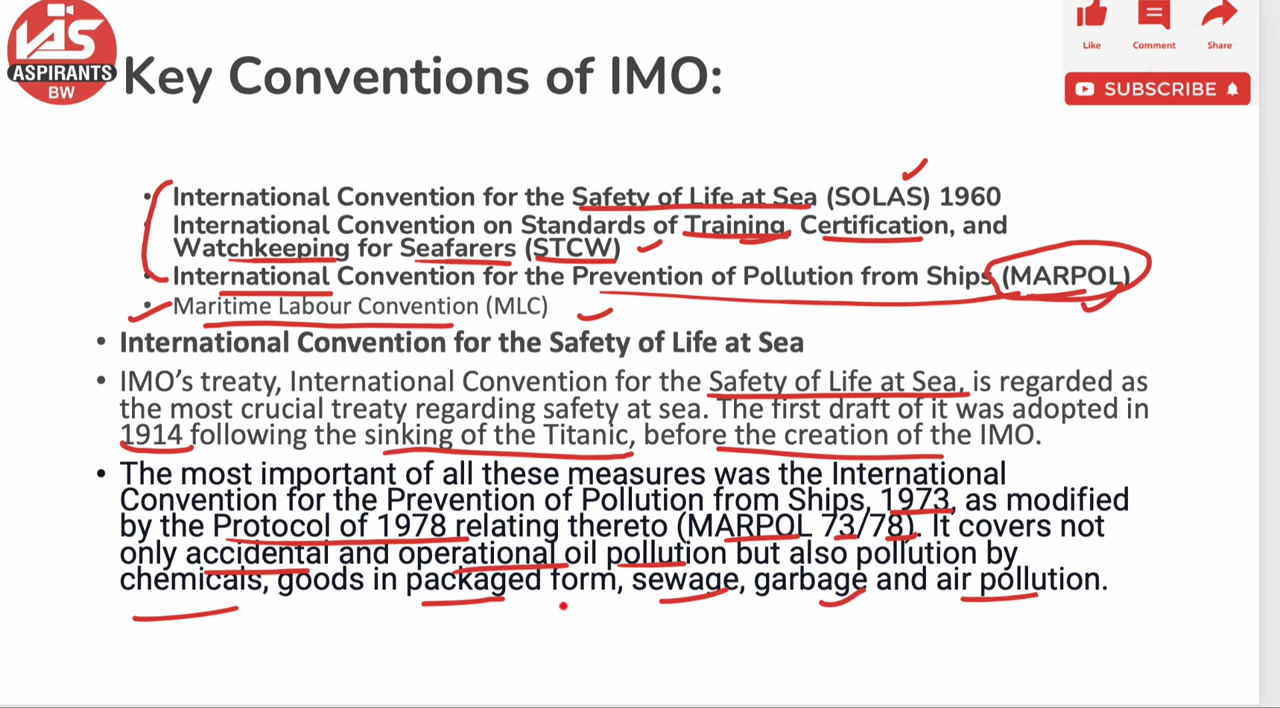 IAS
ASPIRANTS
BW
Key Conventions of IMO:
Like
Comment
Share
SUBSCRIBE
• International Convention for the Safety of Life at Sea (SOLAS) 1960
International Convention on Standards of Training, Certification, and
Watchkeeping for Seafarers (STCW)
• International Convention for the Prevention of Pollution from Ships (MARPOL)
• Maritime Labour Convention (MLC)
• International Convention for the Safety of Life at Sea
• IMO’s treaty, International Convention for the Safety of Life at Sea, is regarded as
the most crucial treaty regarding safety at sea. The first draft of it was adopted in
1914 following the sinking of the Titanic, before the creation of the IMO.
• The most important of all these measures was the International
Convention for the Prevention of Pollution from Ships, 1973, as modified
by the Protocol of 1978 relating thereto (MARPOL 73/78). It covers not
only accidental and operational oil pollution but also pollution by
chemicals, goods in packaged form, sewage, garbage and air pollution.